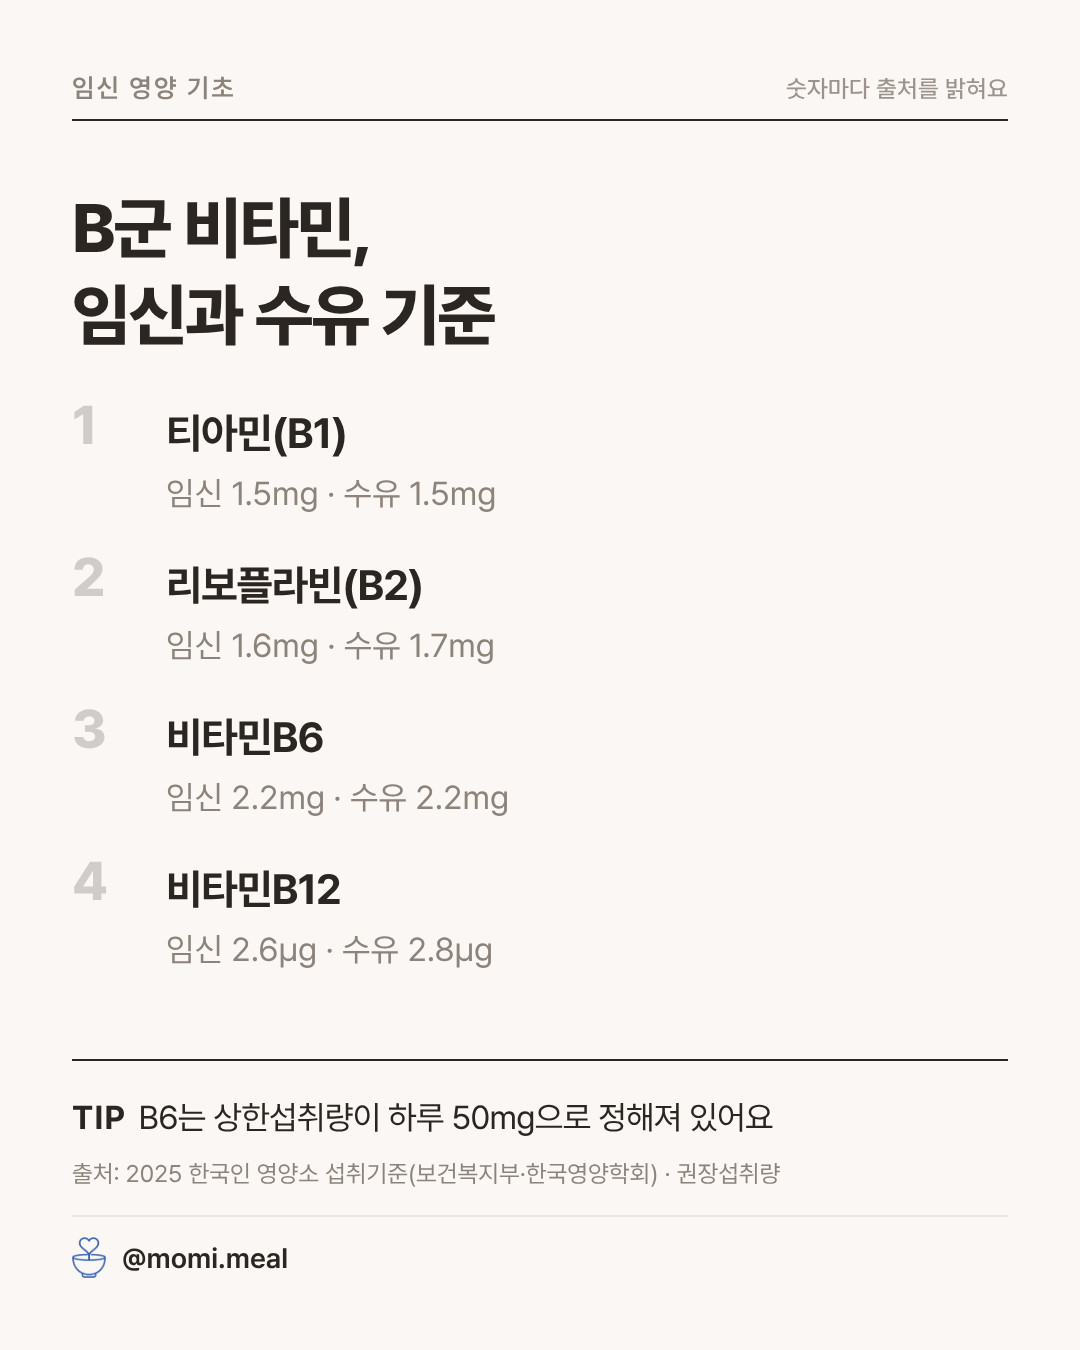 임신 영양 기초
숫자마다 출처를 밝혀요
B군 비타민,
임신과 수유 기준
1
티아민(B1)
임신 1.5mg · 수유 1.5mg
2
리보플라빈(B2)
임신 1.6mg · 수유 1.7mg
3
비타민B6
임신 2.2mg · 수유 2.2mg
4
비타민B12
임신 2.6μg · 수유 2.8μg
TIP B6는 상한섭취량이 하루 50mg으로 정해져 있어요
출처: 2025 한국인 영양소 섭취기준(보건복지부·한국영양학회) · 권장섭취량
@momi.meal